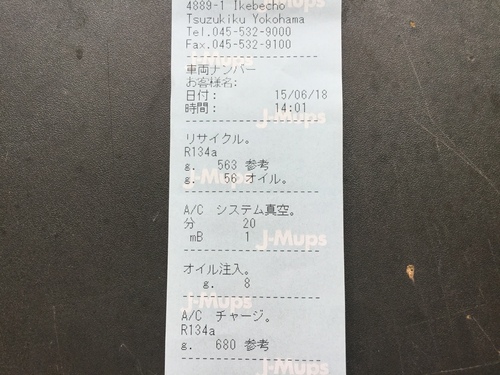 4889-1 Ikebecho
Tsuzukiku Yokohama
Tel.045-532-9000
Fax.045-532-9100
車両ナンバー
お客様名:
日付: 15/06/18
時間: 14:01
J-Mups
リサイクル。
R134a
g. 563 参考
g. 56 オイル。
J-Mups
A/C システム真空。
分 20
mB 1
J-Mups
オイル注入。
g. 8
J-Mups
A/C チャージ。
R134a
g. 680 参考
J-Mups